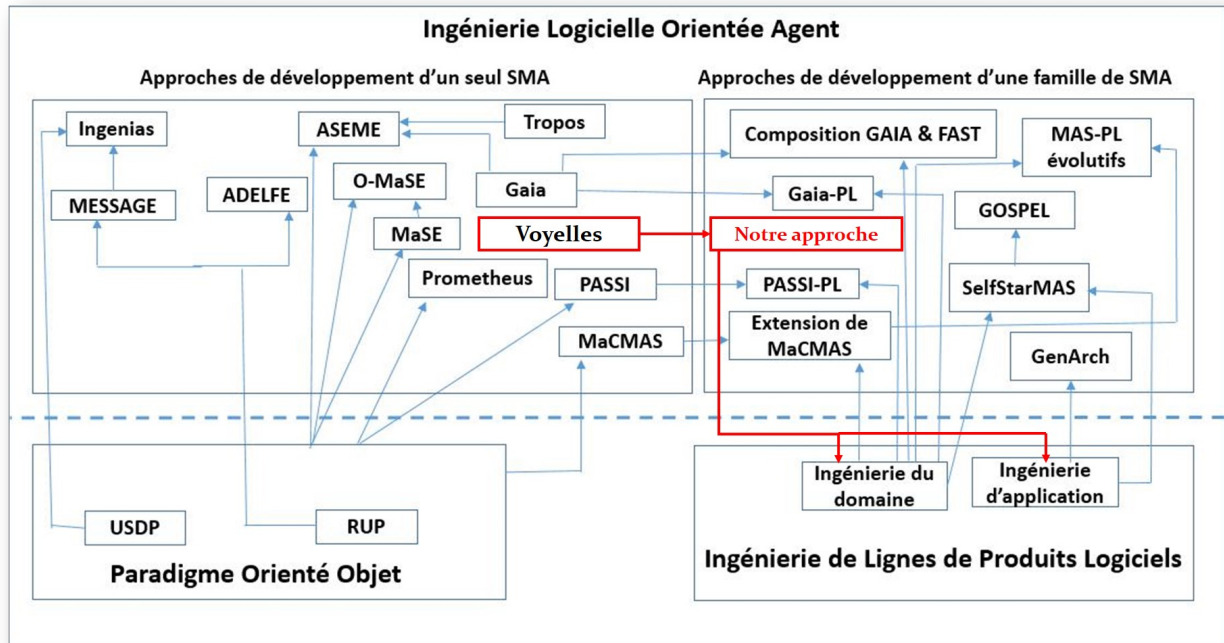 Ingénierie Logicielle Orientée Agent
Approches de développement d'un seul SMA
Approches de développement d'une famille de SMA
Ingenias
ASEME
Tropos
Composition GAIA & FAST
MAS-PL
évolutifs
O-MaSE
Gaia
Gaia-PL
MESSAGE
ADELFE
GOSPEL
MaSE
Voyelles
Notre approche
Prometheus
PASSI
PASSI-PL
SelfStarMAS
MaCMAS
Extension de
MaCMAS
GenArch
Ingénierie du
domaine
Ingénierie
d'application
USDP
RUP
Paradigme Orienté Objet
Ingénierie de Lignes de Produits Logiciels